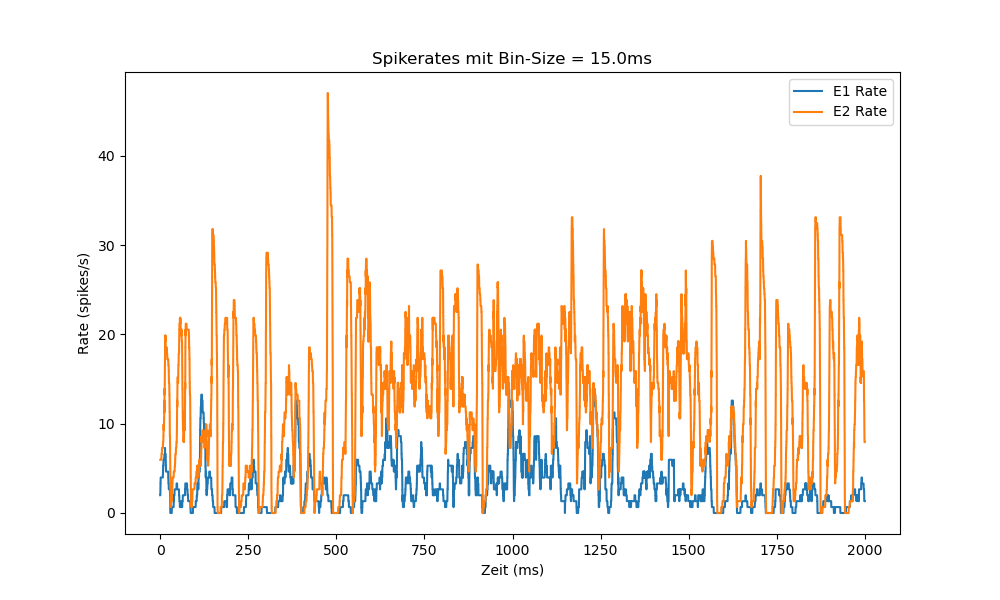 Spikerates mit Bin-Size = 15.0ms
E1 Rate
E2 Rate
Rate (spikes/s)
40
30
20
10
0
0 250 500 750 1000 1250 1500 1750 2000
Zeit (ms)